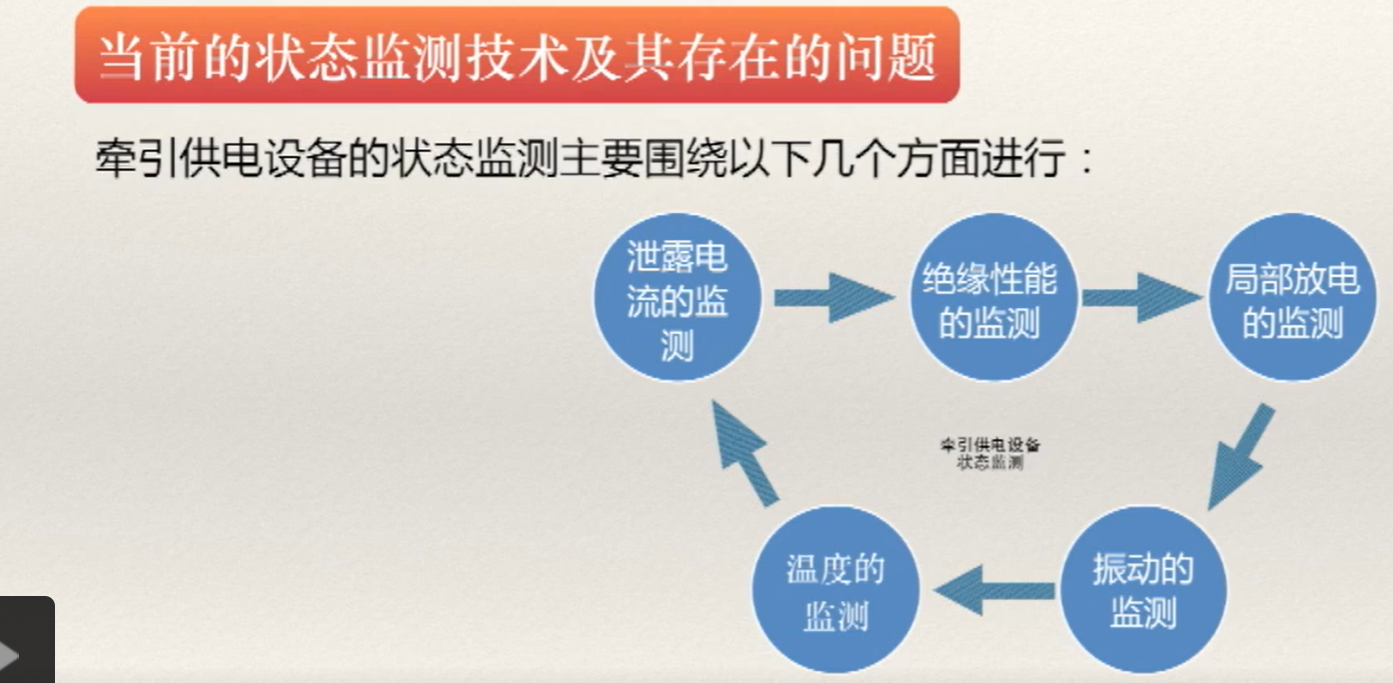 当前的状态监测技术及其存在的问题
牵引供电设备的状态监测主要围绕以下几个方面进行：
泄露电
流的监
测
绝缘性能
的监测
局部放电
的监测
牵引供电设备
状态监测
温度的
监测
振动的
监测